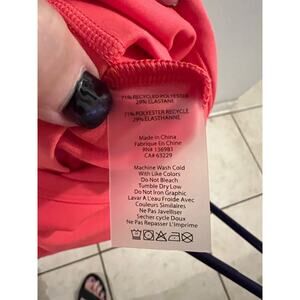 71% RECYCLED POLYESTER
29% ELASTANE
71% POLYESTER RECYCLE
29% ELASTHANNE
Made in China
Fabrique En Chine
RN# 136983
CA# 63229
Machine Wash Cold
With Like Colors
Do Not Bleach
Tumble Dry Low
Do Not Iron Graphic
Lavar A L'eau Froide Avec
Couleurs Similaires
Ne Pas Javelliser
Secher cycle Doux
Ne Pas Repasser L'imprime